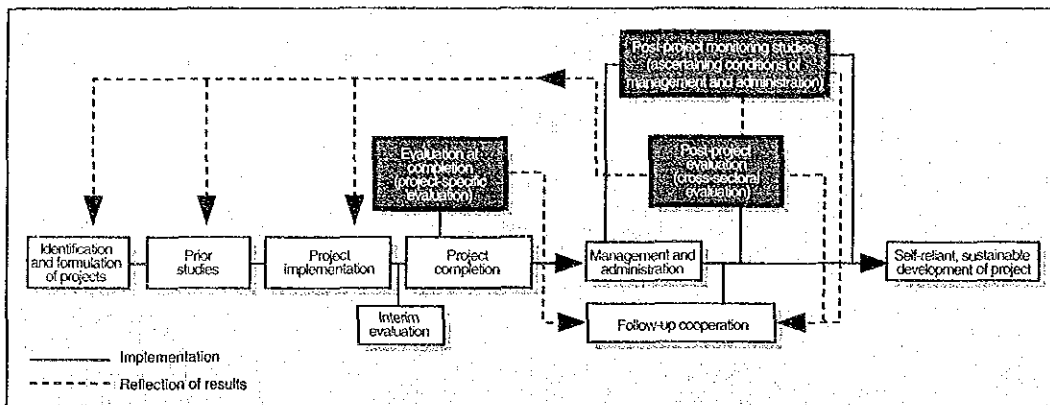 Post-project monitoring studies
(ascertaining conditions of
management and administration)
Evaluation at
completion
(project-specific
evaluation)
Post-project
evaluation
(cross-sectoral
evaluation)
Identification
and formulation
of projects
Prior
studies
Project
implementation
Project
completion
Management and
administration
Self-reliant, sustainable
development of project
Interim
evaluation
Follow-up cooperation
Implementation
Reflection of results